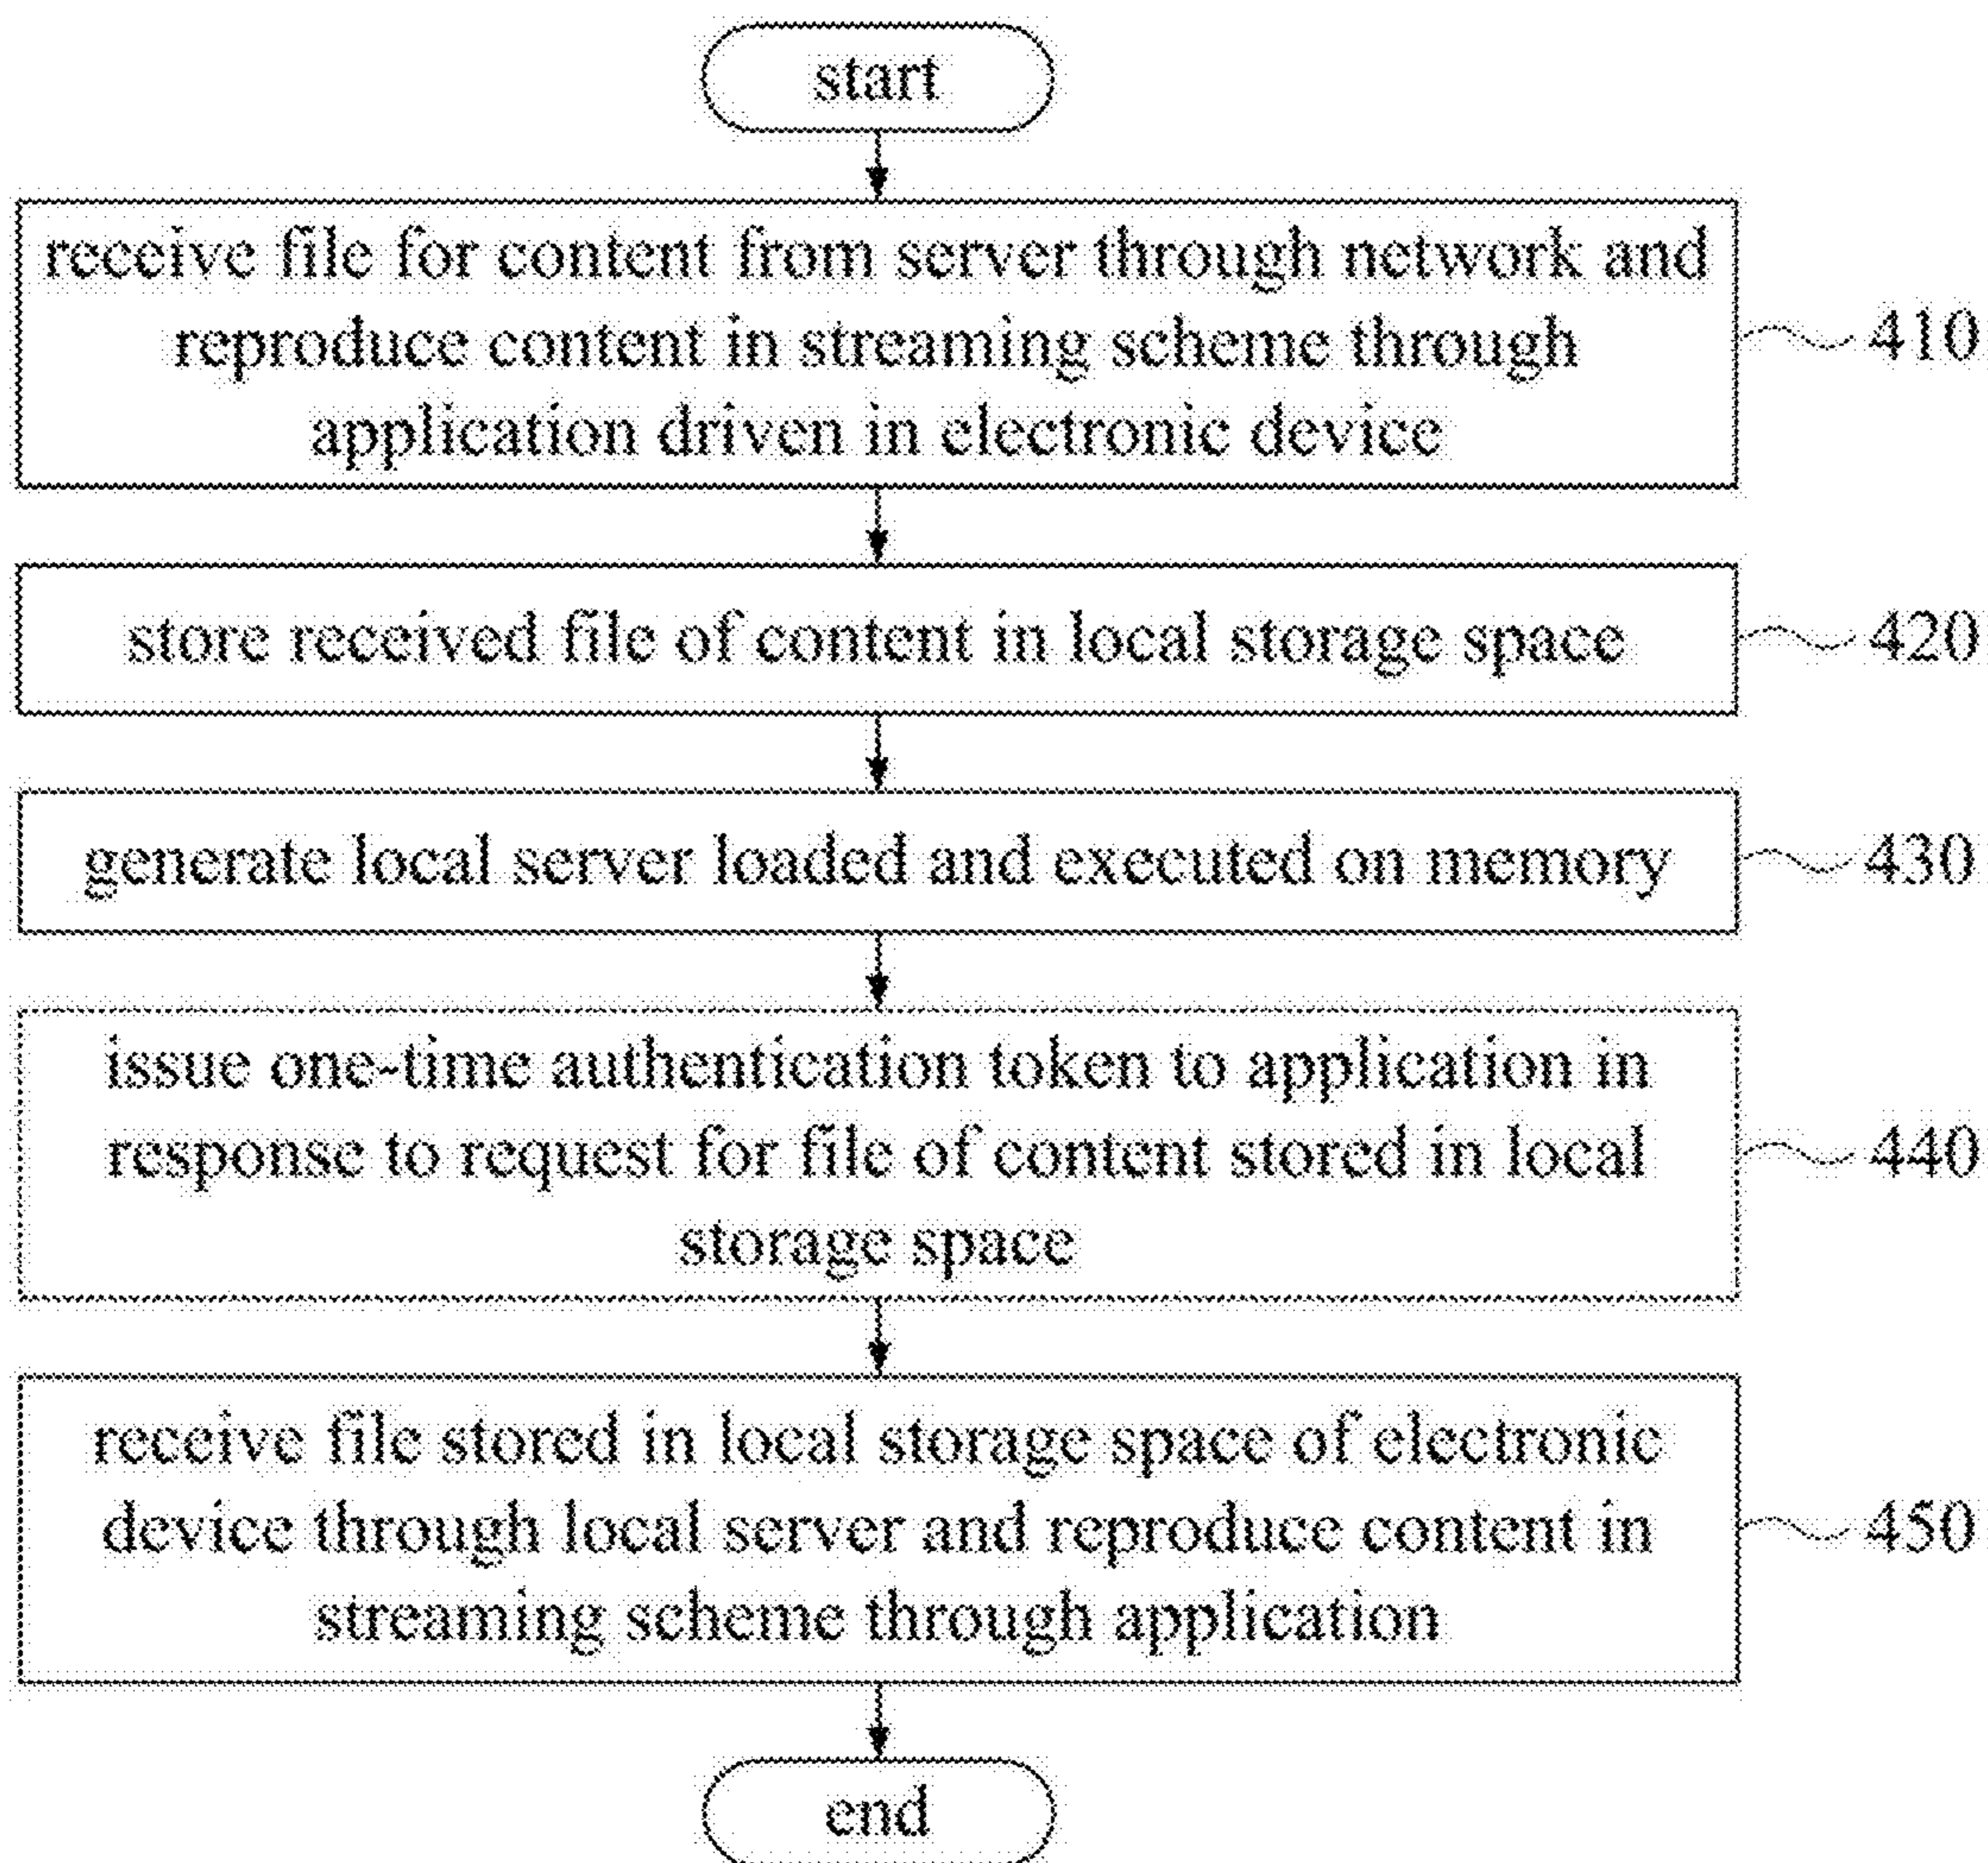 start
receive file for content from server through network and
reproduce content in streaming scheme through
application driven in electronic device
410
store received file of content in local storage space
420
generate local server loaded and executed on memory
430
issue one-time authentication token to application in
response to request for file of content stored in local
storage space
440
receive file stored in local storage space of electronic
device through local server and reproduce content in
streaming scheme through application
450
end